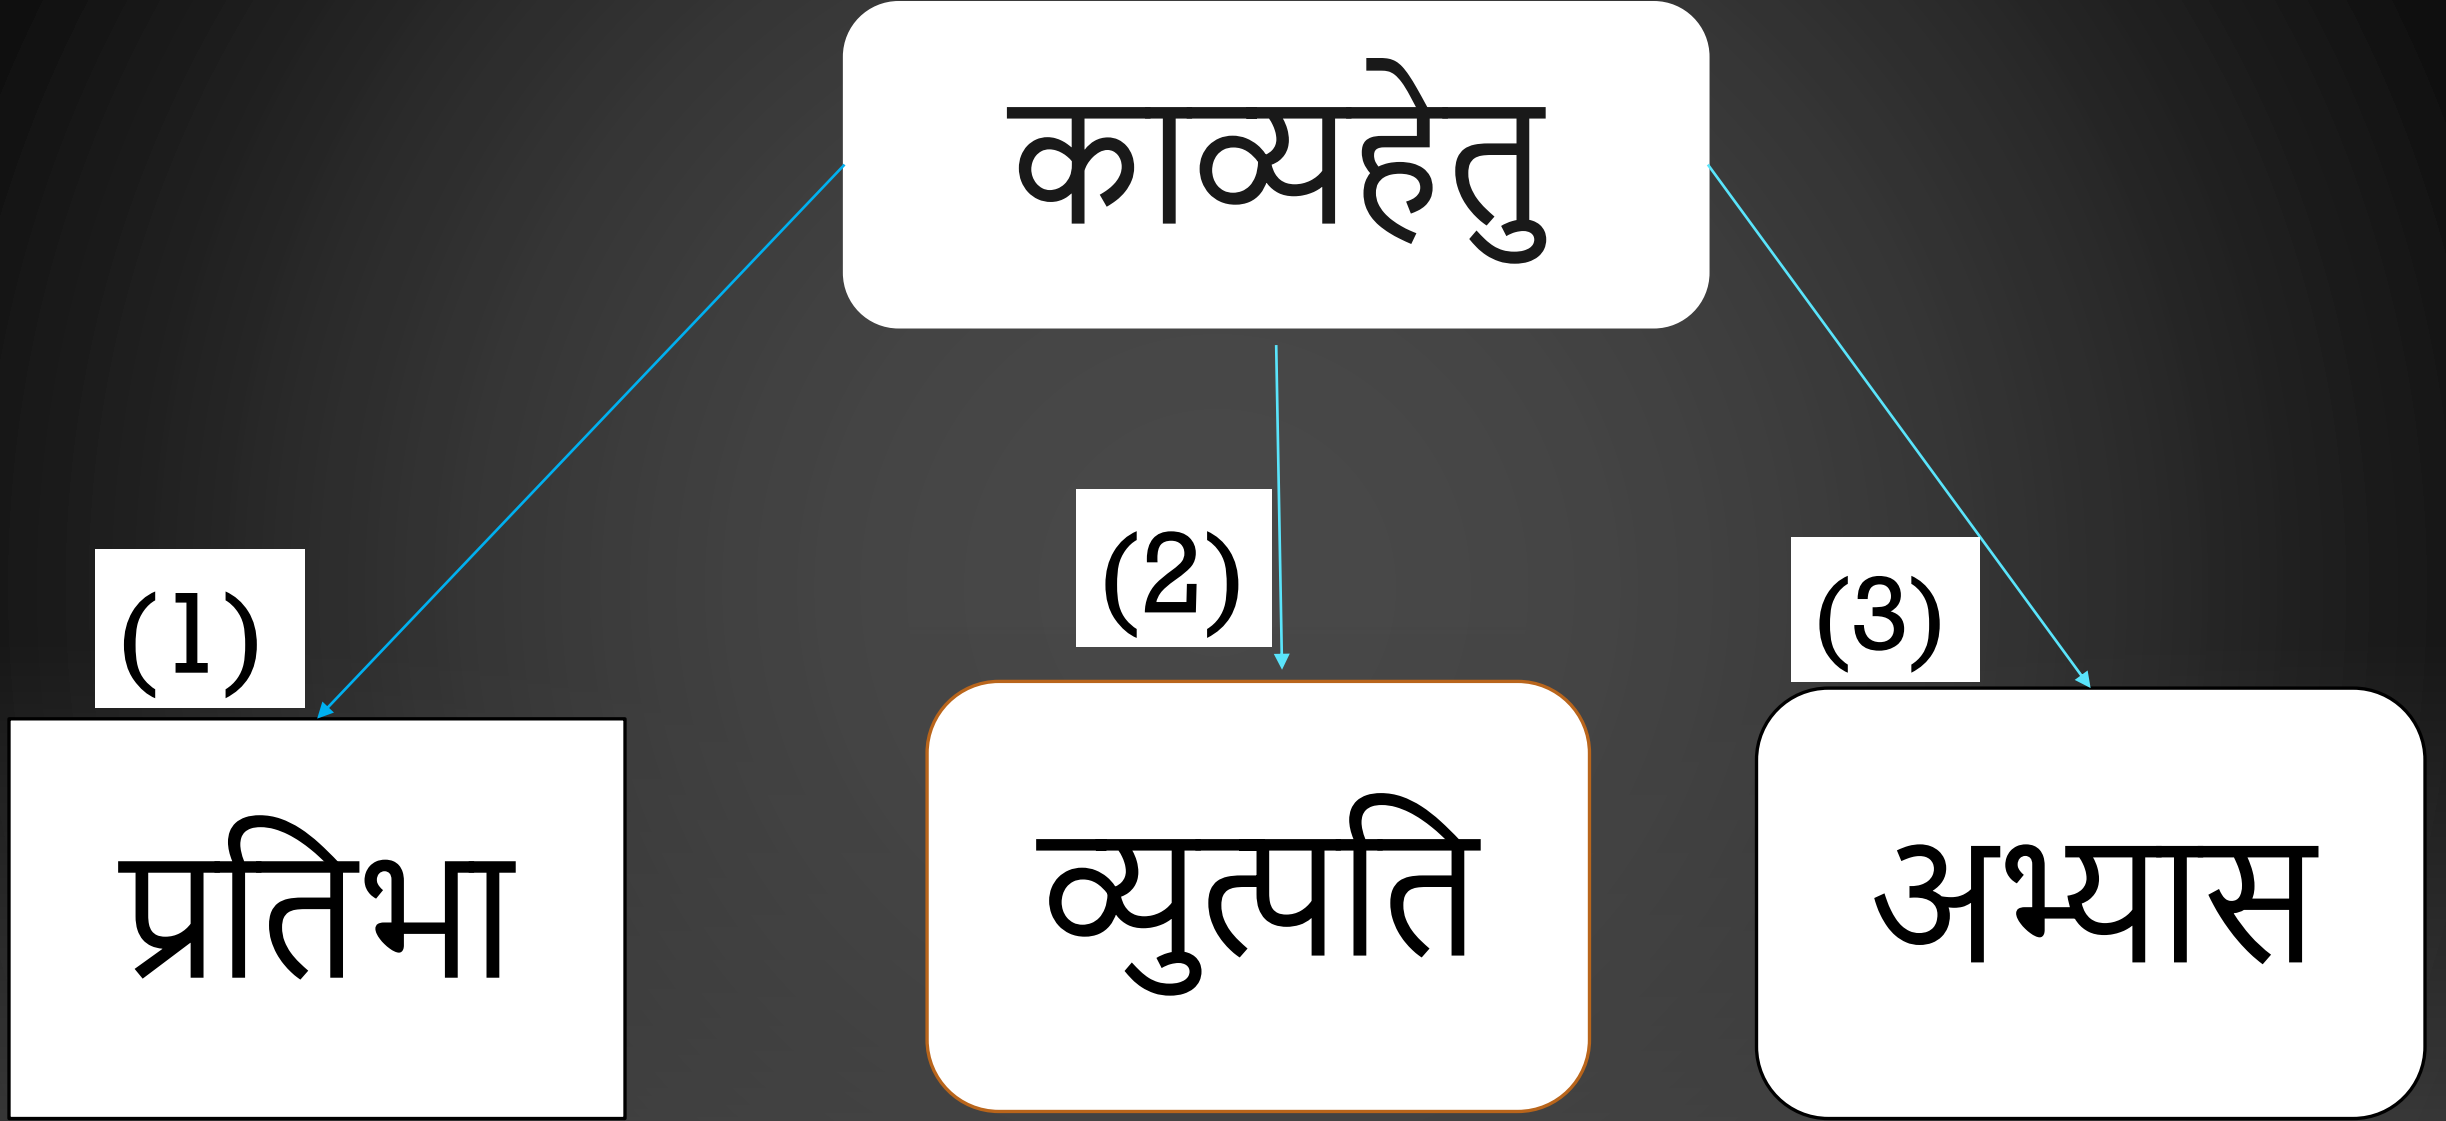 काव्यहेतु
(1)
(2)
(3)
प्रतिभा
व्युत्पति
अभ्यास